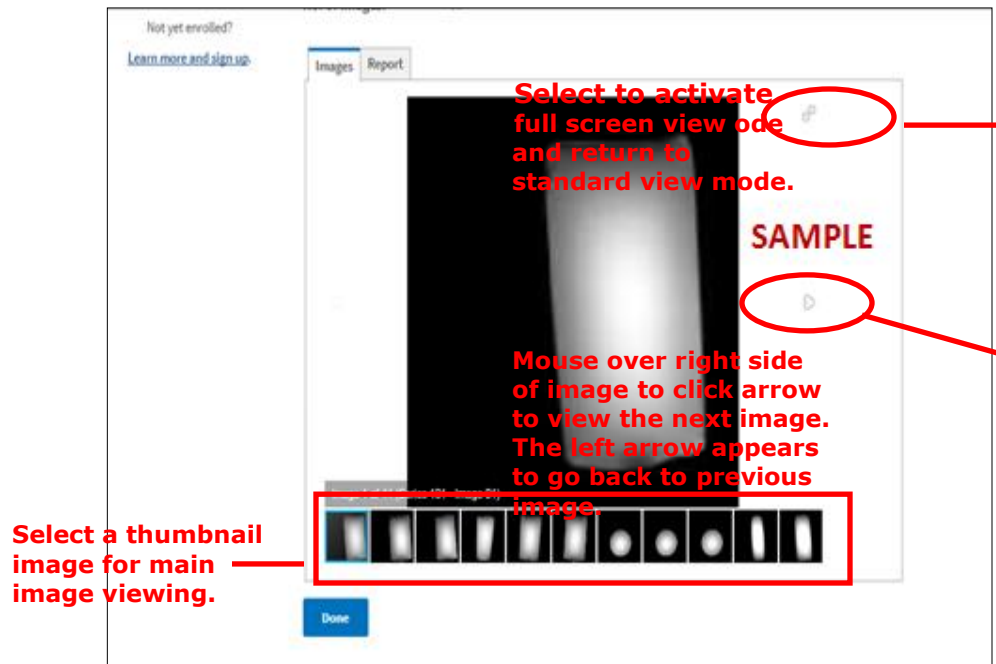 Not yet enrolled?
Learn more and sign up.
Images Report
Select to activate
full screen view ode
and return to
standard view mode.
SAMPLE
Mouse over right side
of image to click arrow
to view the next image.
The left arrow appears
to go back to previous
image.
Select a thumbnail
image for main
image viewing.
Done